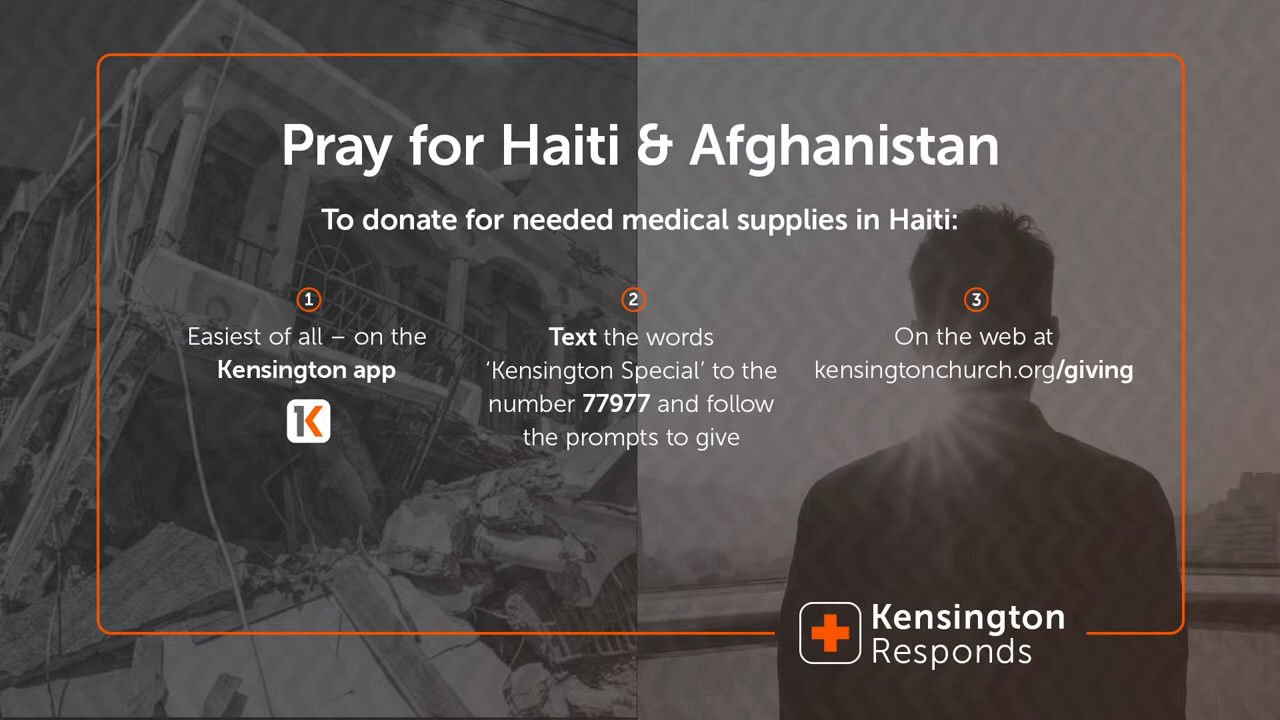 Pray for Haiti & Afghanistan
To donate for needed medical supplies in Haiti:
1
Easiest of all – on the
Kensington app
1K
2
Text the words
‘Kensington Special’ to the
number 77977 and follow
the prompts to give
3
On the web at
kensingtonchurch.org/giving
Kensington
Responds